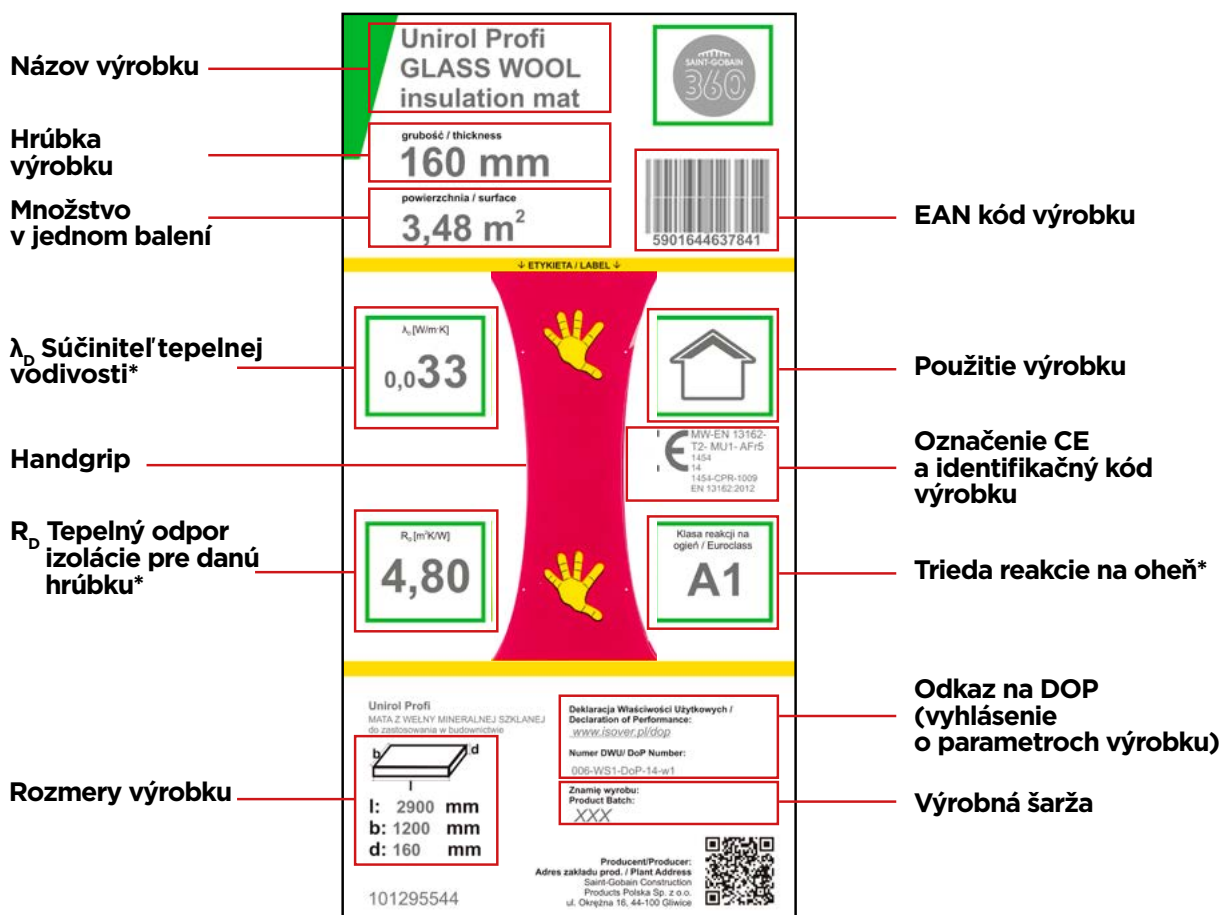 Názov výrobku
Hrúbka
výrobku
Množstvo
v jednom balení
λD Súčiniteľ tepelnej
vodivosti*
Handgrip
RD Tepelný odpor
izolácie pre danú
hrúbku*
Rozmery výrobku
Unirol Profi
GLASS WOOL
insulation mat
grubość / thickness
160 mm
powierzchnia / surface
3,48 m²
SAINT-GOBAIN
360
5901644637841
↓ ETYKIETA / LABEL ↓
λD [W/m·K]
0,033
RD [m²K/W]
4,80
CE
MW-EN 13162-
T2- MU1- AFr5
1454
14
1454-CPR-1009
EN 13162:2012
Klasa reakcji na
ogień / Euroclass
A1
Unirol Profi
MATA Z WEŁNY MINERALNEJ SZKLANEJ
do zastosowania w budownictwie
b d
l
l: 2900 mm
b: 1200 mm
d: 160 mm
101295544
Deklaracja Właściwości Użytkowych /
Declaration of Performance:
www.isover.pl/dop
Numer DWU/ DoP Number:
006-WS1-DoP-14-w1
Znamię wyrobu:
Product Batch:
XXX
Producent/Producer:
Adres zakładu prod. / Plant Address
Saint-Gobain Construction
Products Polska Sp. z o.o.
ul. Okrężna 16, 44-100 Gliwice
EAN kód výrobku
Použitie výrobku
Označenie CE
a identifikačný kód
výrobku
Trieda reakcie na oheň*
Odkaz na DOP
(vyhlásenie
o parametroch výrobku)
Výrobná šarža